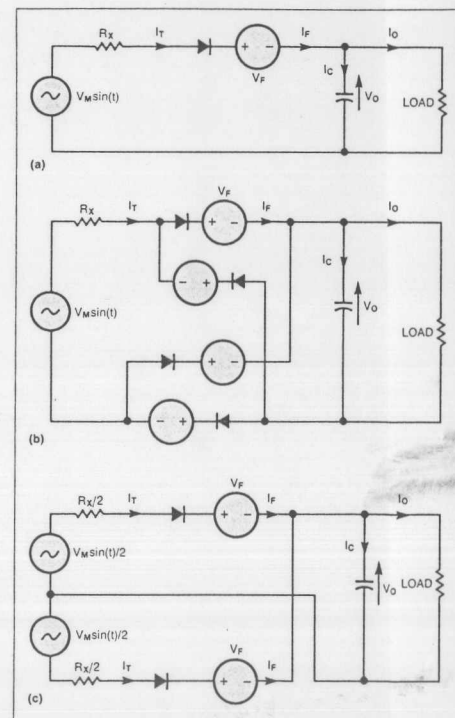 Rx IT IF IO
+ −
VF
IC
VO
LOAD
VMsin(t)
(a)
VF
Rx IT IF IO
+ −
IC
− +
VO
VMsin(t)
LOAD
+ −
− +
(b)
VF
Rx/2 IT IF IO
+ −
IC
VMsin(t)/2
VO
LOAD
VMsin(t)/2
VF
Rx/2 IT IF
+ −
(c)